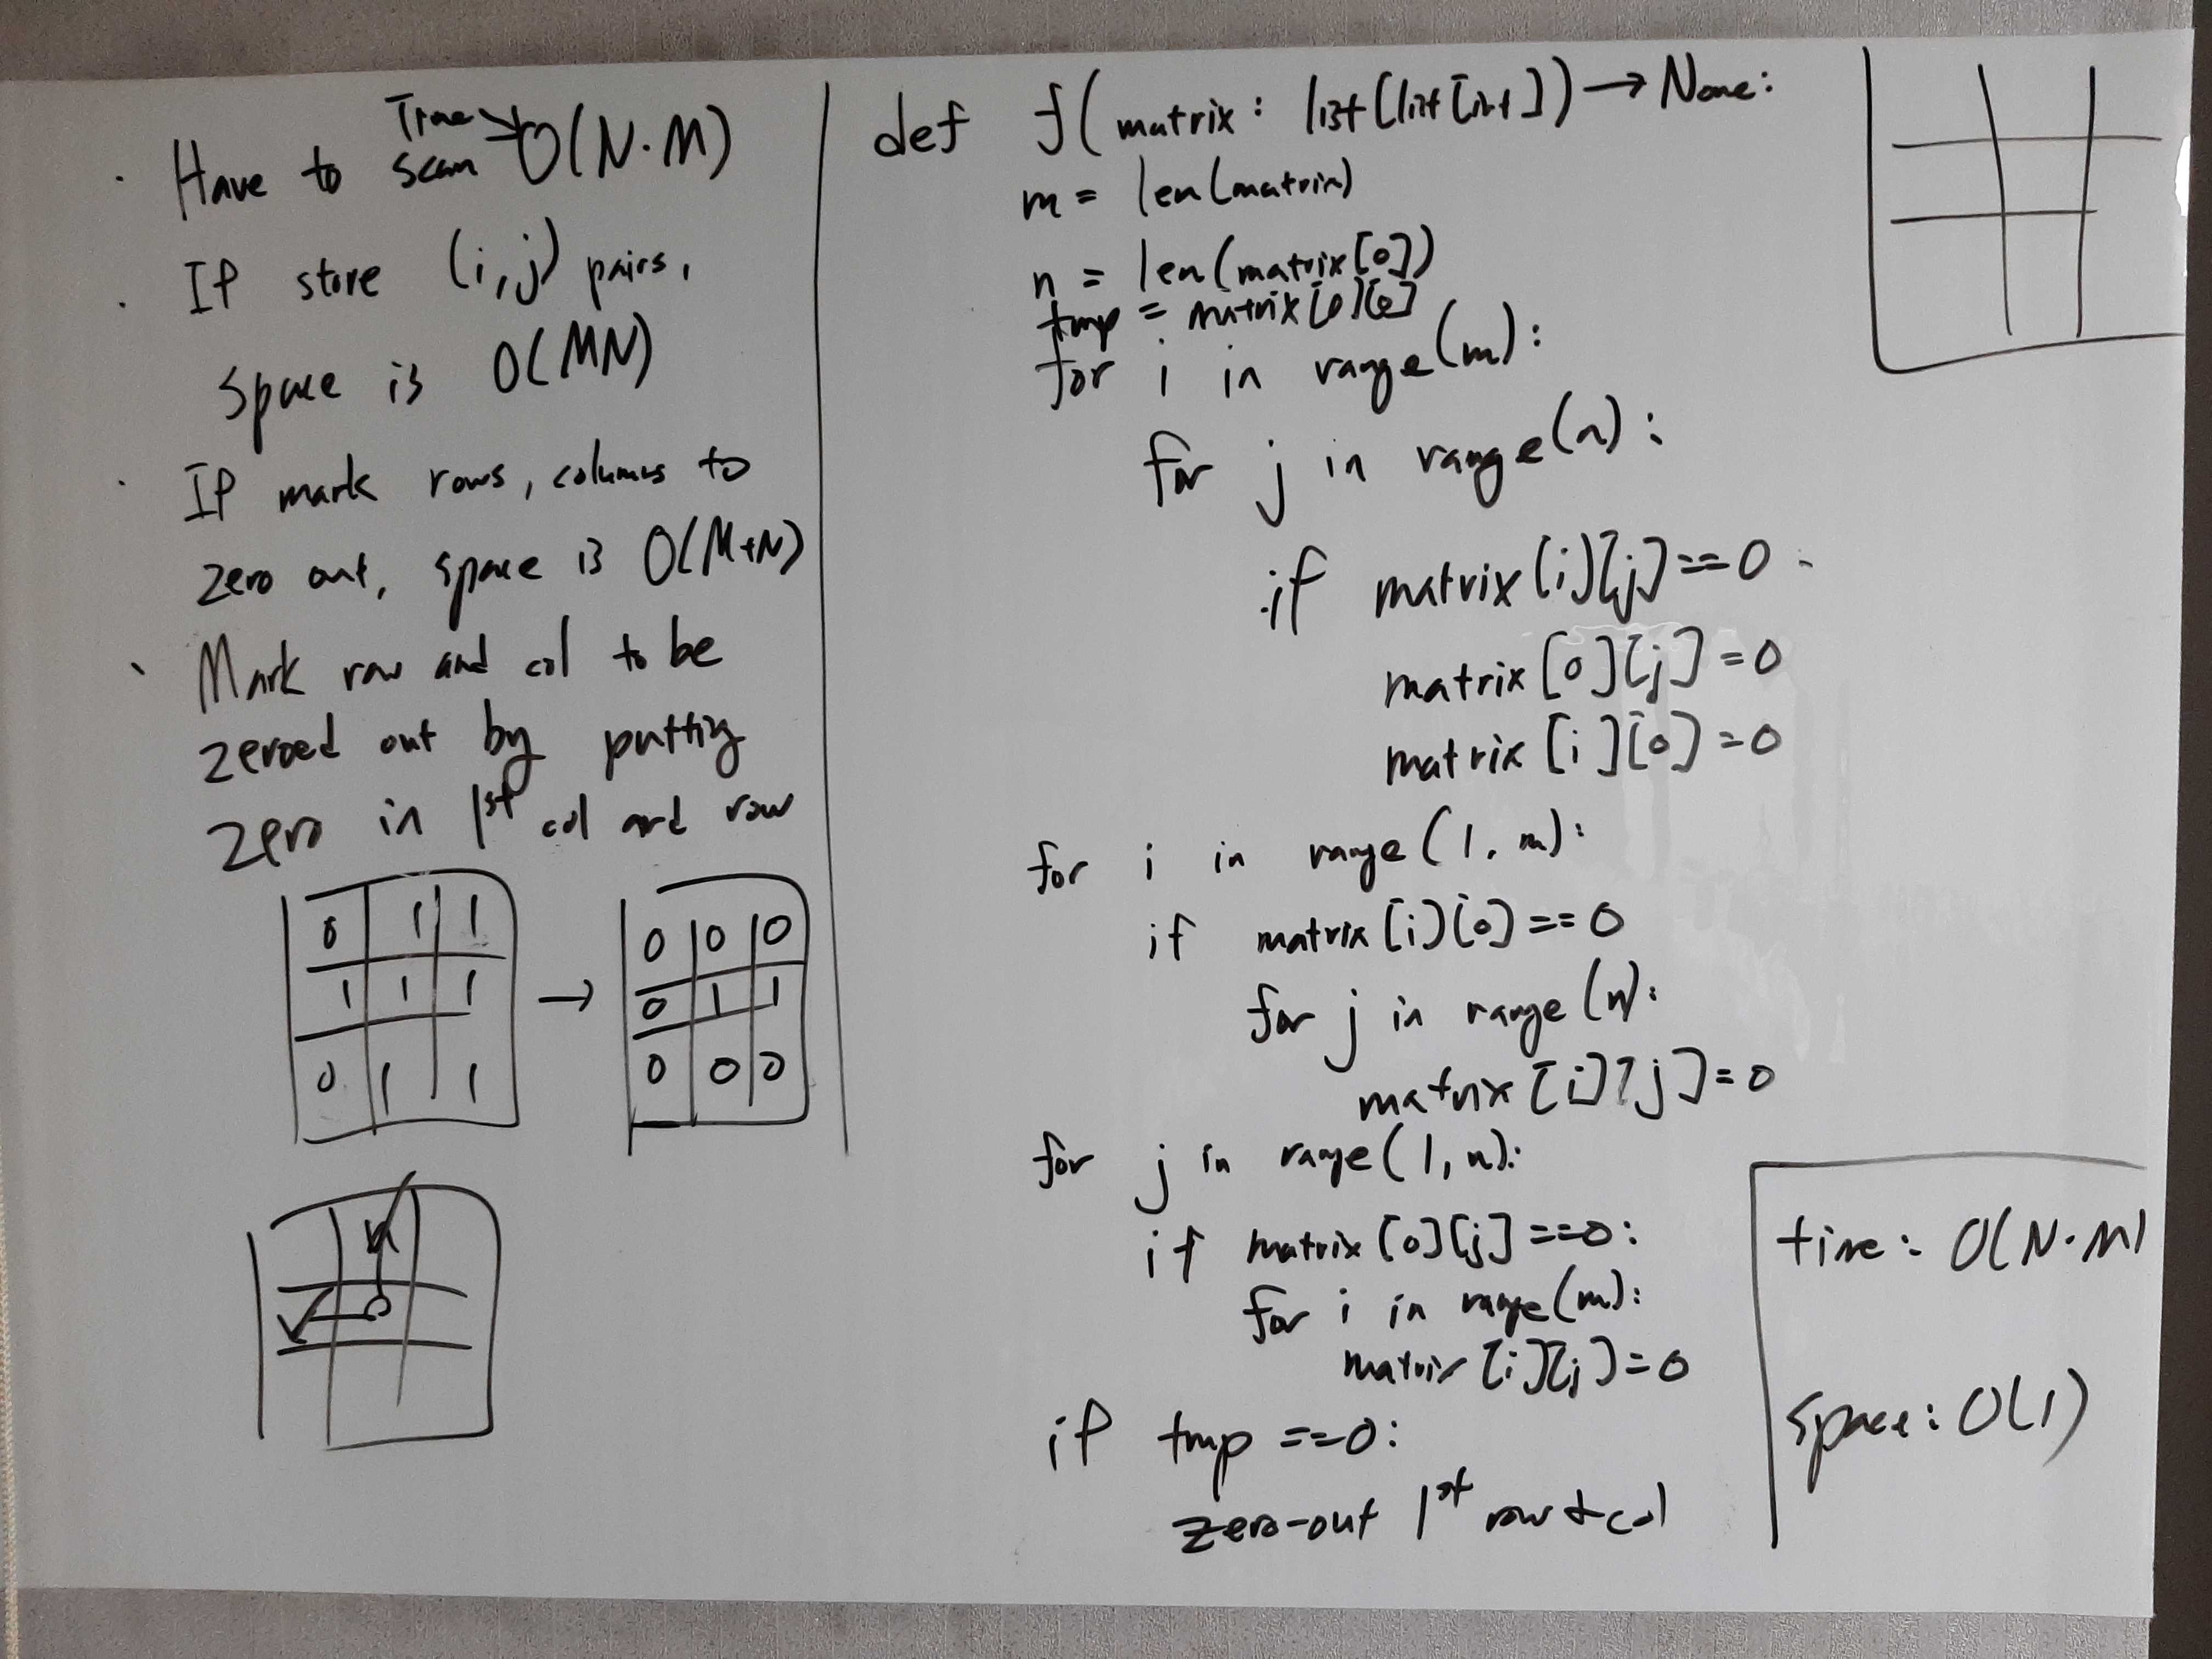 Time
· Have to scan → O(N·M)
· If store (i,j) pairs,
space is O(MN)
· If mark rows, columns to
zero out, space is O(M+N)
· Mark row and col to be
zeroed out by putting
zero in 1st col and row
0 1 1
1 1 1
0 1 1
→
0 0 0
0 1 1
0 0 0
0
def f(matrix: list[list[int]) → None:
m = len(matrix)
n = len(matrix[0])
tmp = matrix[0][0]
for i in range(m):
for j in range(n):
if matrix[i][j]==0:
matrix[0][j]=0
matrix[i][0]=0
for i in range(1,m):
if matrix[i][0]==0
for j in range(n):
matrix[i][j]=0
for j in range(1,n):
if matrix[0][j]==0:
for i in range(m):
matrix[i][j]=0
if tmp==0:
zero-out 1st row & col
time: O(N·M)
space: O(1)